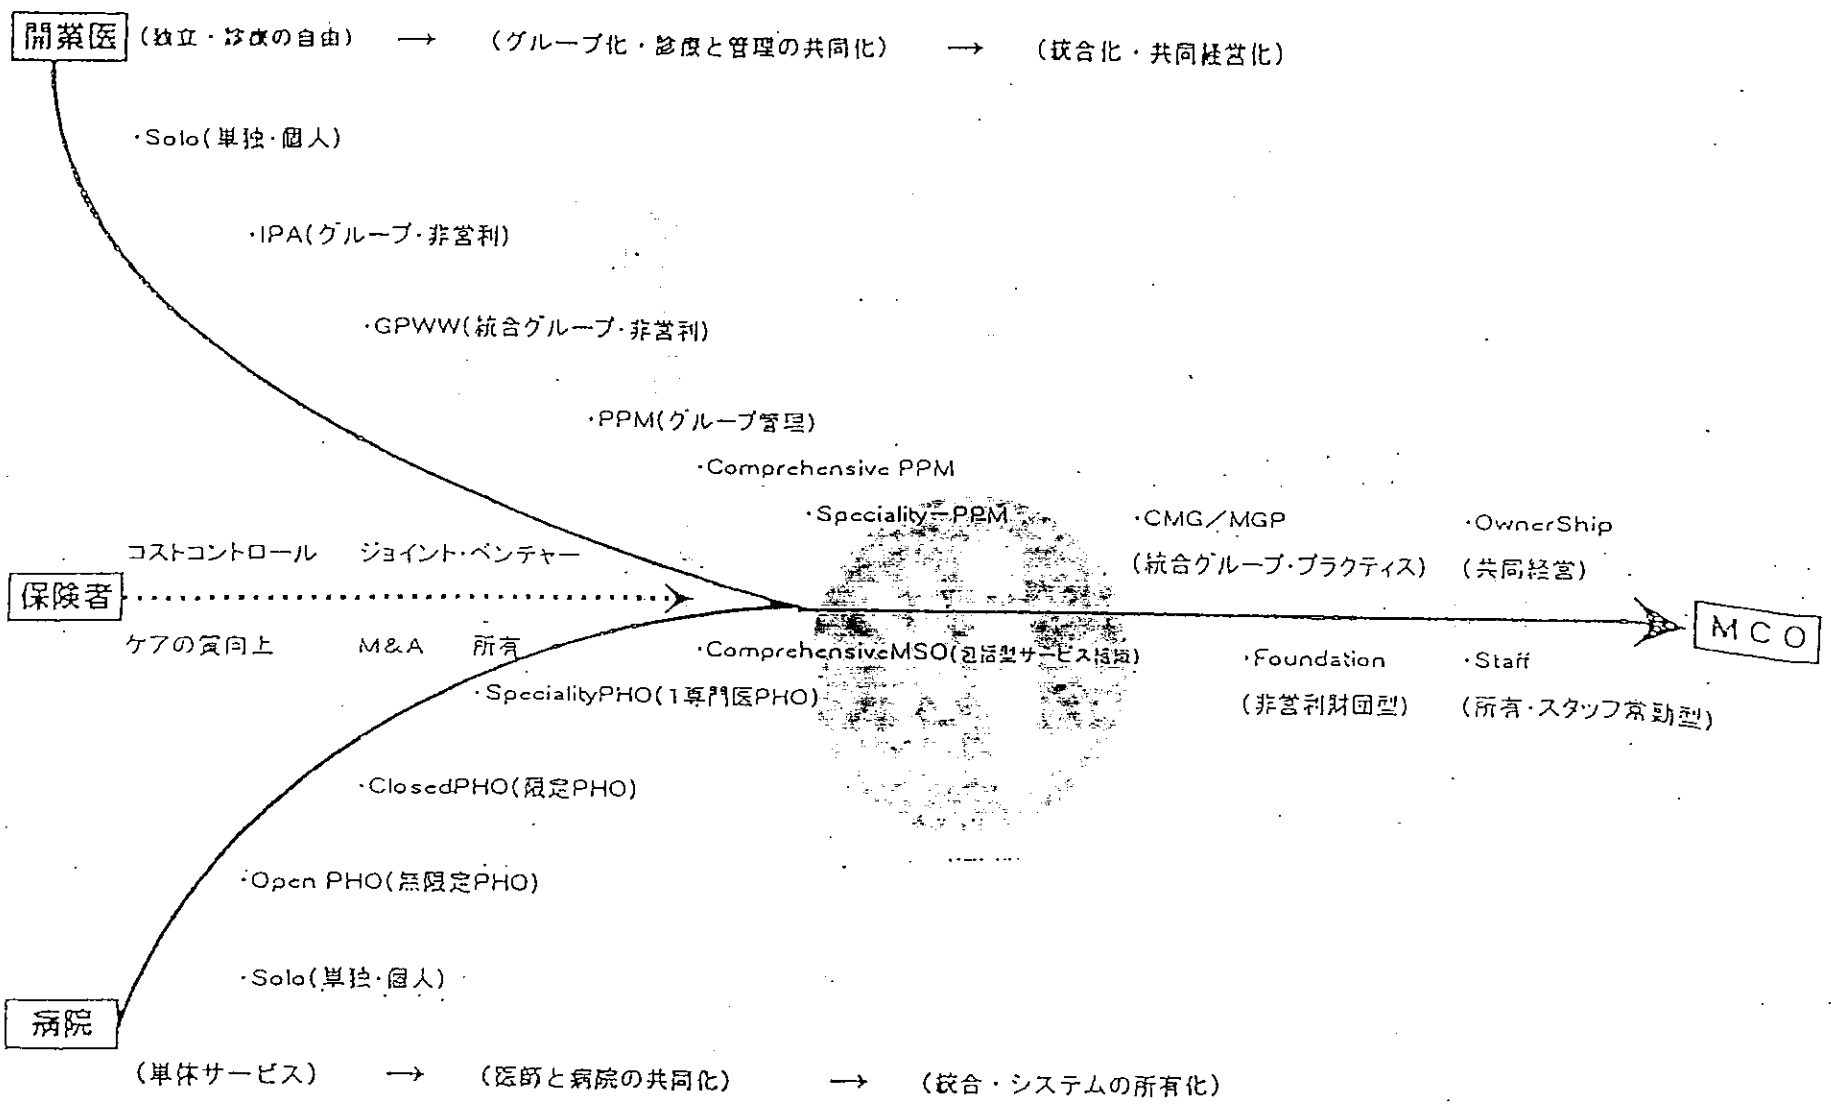 開業医 (独立・診療の自由) → (グループ化・診療と管理の共同化) → (統合化・共同経営化)
・Solo(単独・個人)
・IPA(グループ・非営利)
・GPWW(統合グループ・非営利)
・PPM(グループ管理)
・Comprehensive PPM
・Speciality-PPM
・CMG/MGP
(統合グループ・プラクティス)
・OwnerShip
(共同経営)
コストコントロール ジョイント・ベンチャー
保険者
MCO
ケアの質向上 M&A 所有
・ComprehensiveMSO(包括型サービス
・Foundation
(非営利財団型)
・Staff
(所有・スタッフ常勤型)
・SpecialityPHO(1専門医PHO)
・ClosedPHO(限定PHO)
・Open PHO(無限定PHO)
・Solo(単独・個人)
病院
(単体サービス) → (医師と病院の共同化) → (統合・システムの所有化)